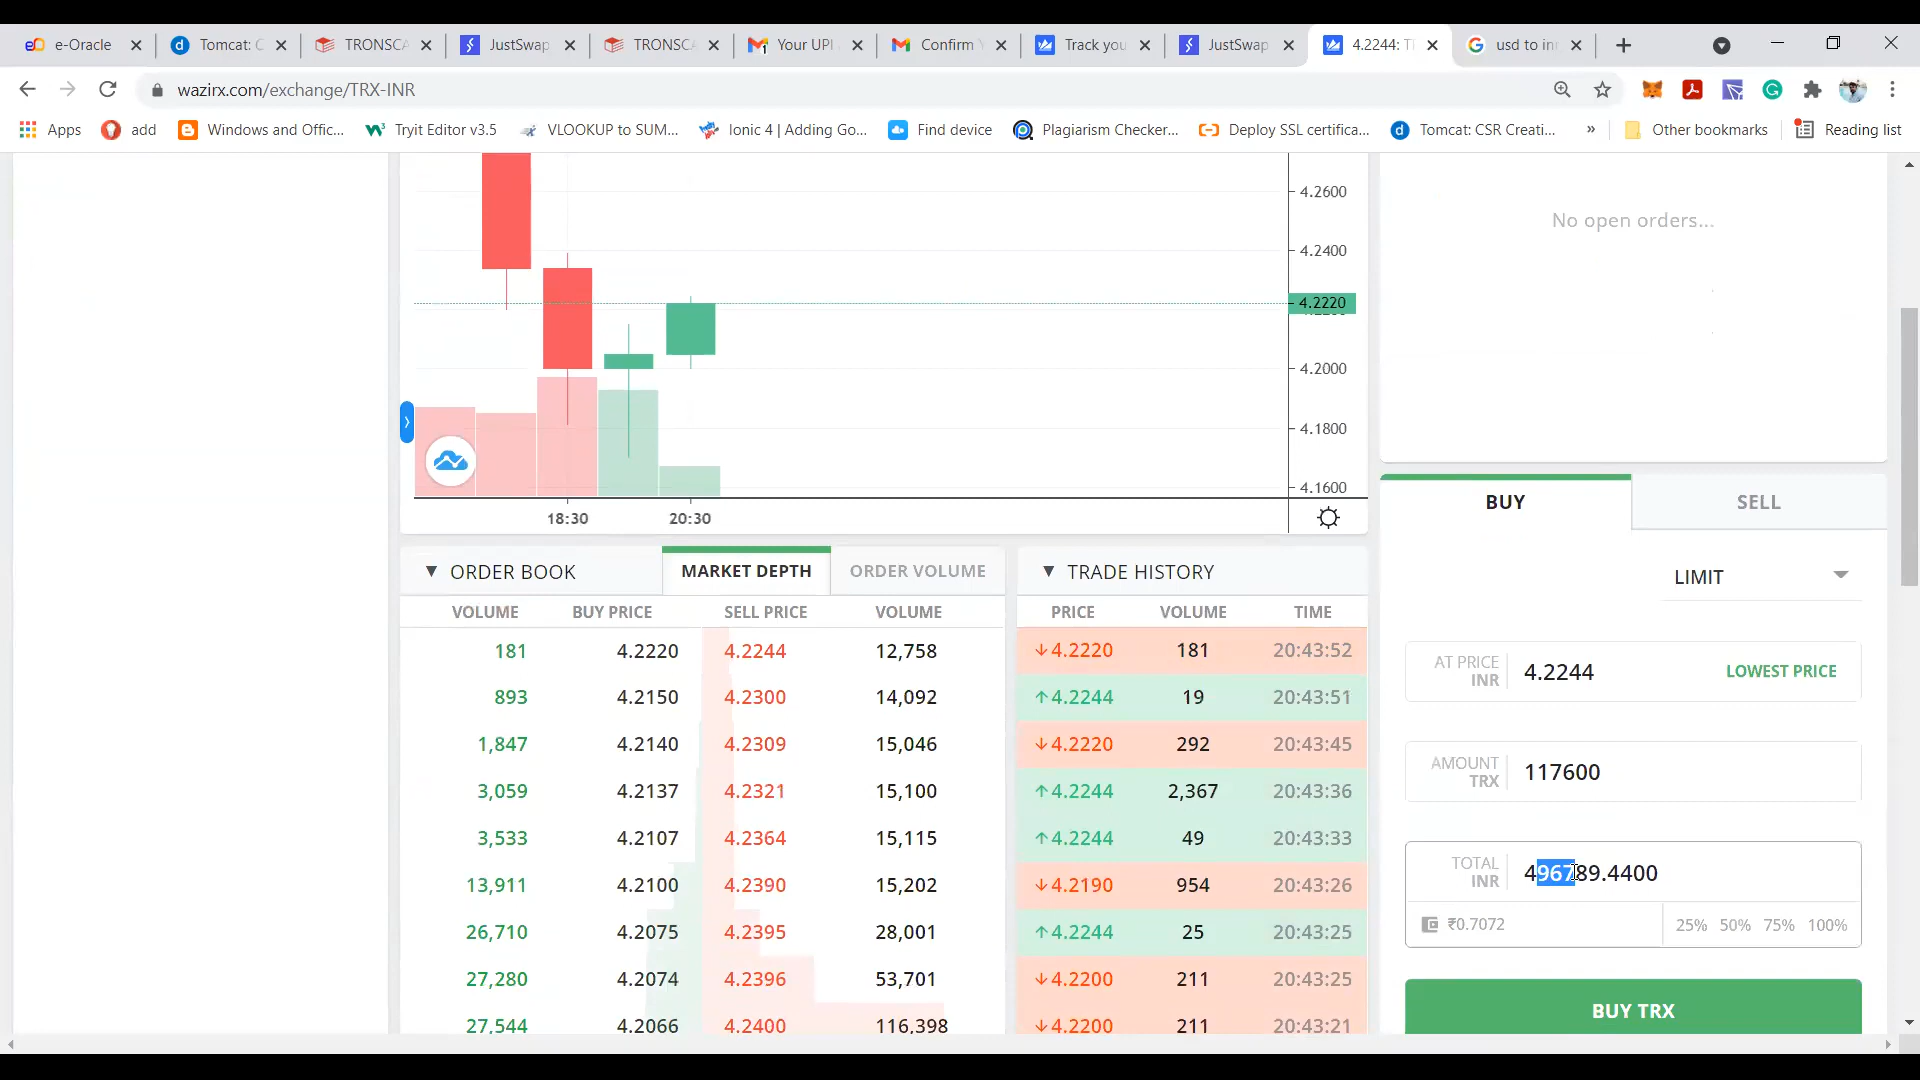 e-Oracle
Tomcat: C
TRONSCA
JustSwap
TRONSCA
Your UPI
Confirm Y
Track you
JustSwap
4.2244: T
usd to in
wazirx.com/exchange/TRX-INR
Apps
add
Windows and Offic...
Tryit Editor v3.5
VLOOKUP to SUM...
Ionic 4 | Adding Go...
Find device
Plagiarism Checker...
Deploy SSL certifica...
Tomcat: CSR Creati...
»
Other bookmarks
Reading list
4.2600
4.2400
4.2220
4.2000
4.1800
4.1600
18:30 20:30
No open orders...
BUY SELL
LIMIT
AT PRICE INR 4.2244 LOWEST PRICE
AMOUNT TRX 117600
TOTAL INR 496789.4400
₹0.7072 25% 50% 75% 100%
BUY TRX
▼ ORDER BOOK MARKET DEPTH ORDER VOLUME
VOLUME BUY PRICE SELL PRICE VOLUME
181 4.2220 4.2244 12,758
893 4.2150 4.2300 14,092
1,847 4.2140 4.2309 15,046
3,059 4.2137 4.2321 15,100
3,533 4.2107 4.2364 15,115
13,911 4.2100 4.2390 15,202
26,710 4.2075 4.2395 28,001
27,280 4.2074 4.2396 53,701
27,544 4.2066 4.2400 116,398
▼ TRADE HISTORY
PRICE VOLUME TIME
↓4.2220 181 20:43:52
↑4.2244 19 20:43:51
↓4.2220 292 20:43:45
↑4.2244 2,367 20:43:36
↑4.2244 49 20:43:33
↓4.2190 954 20:43:26
↑4.2244 25 20:43:25
↓4.2200 211 20:43:25
↓4.2200 211 20:43:21